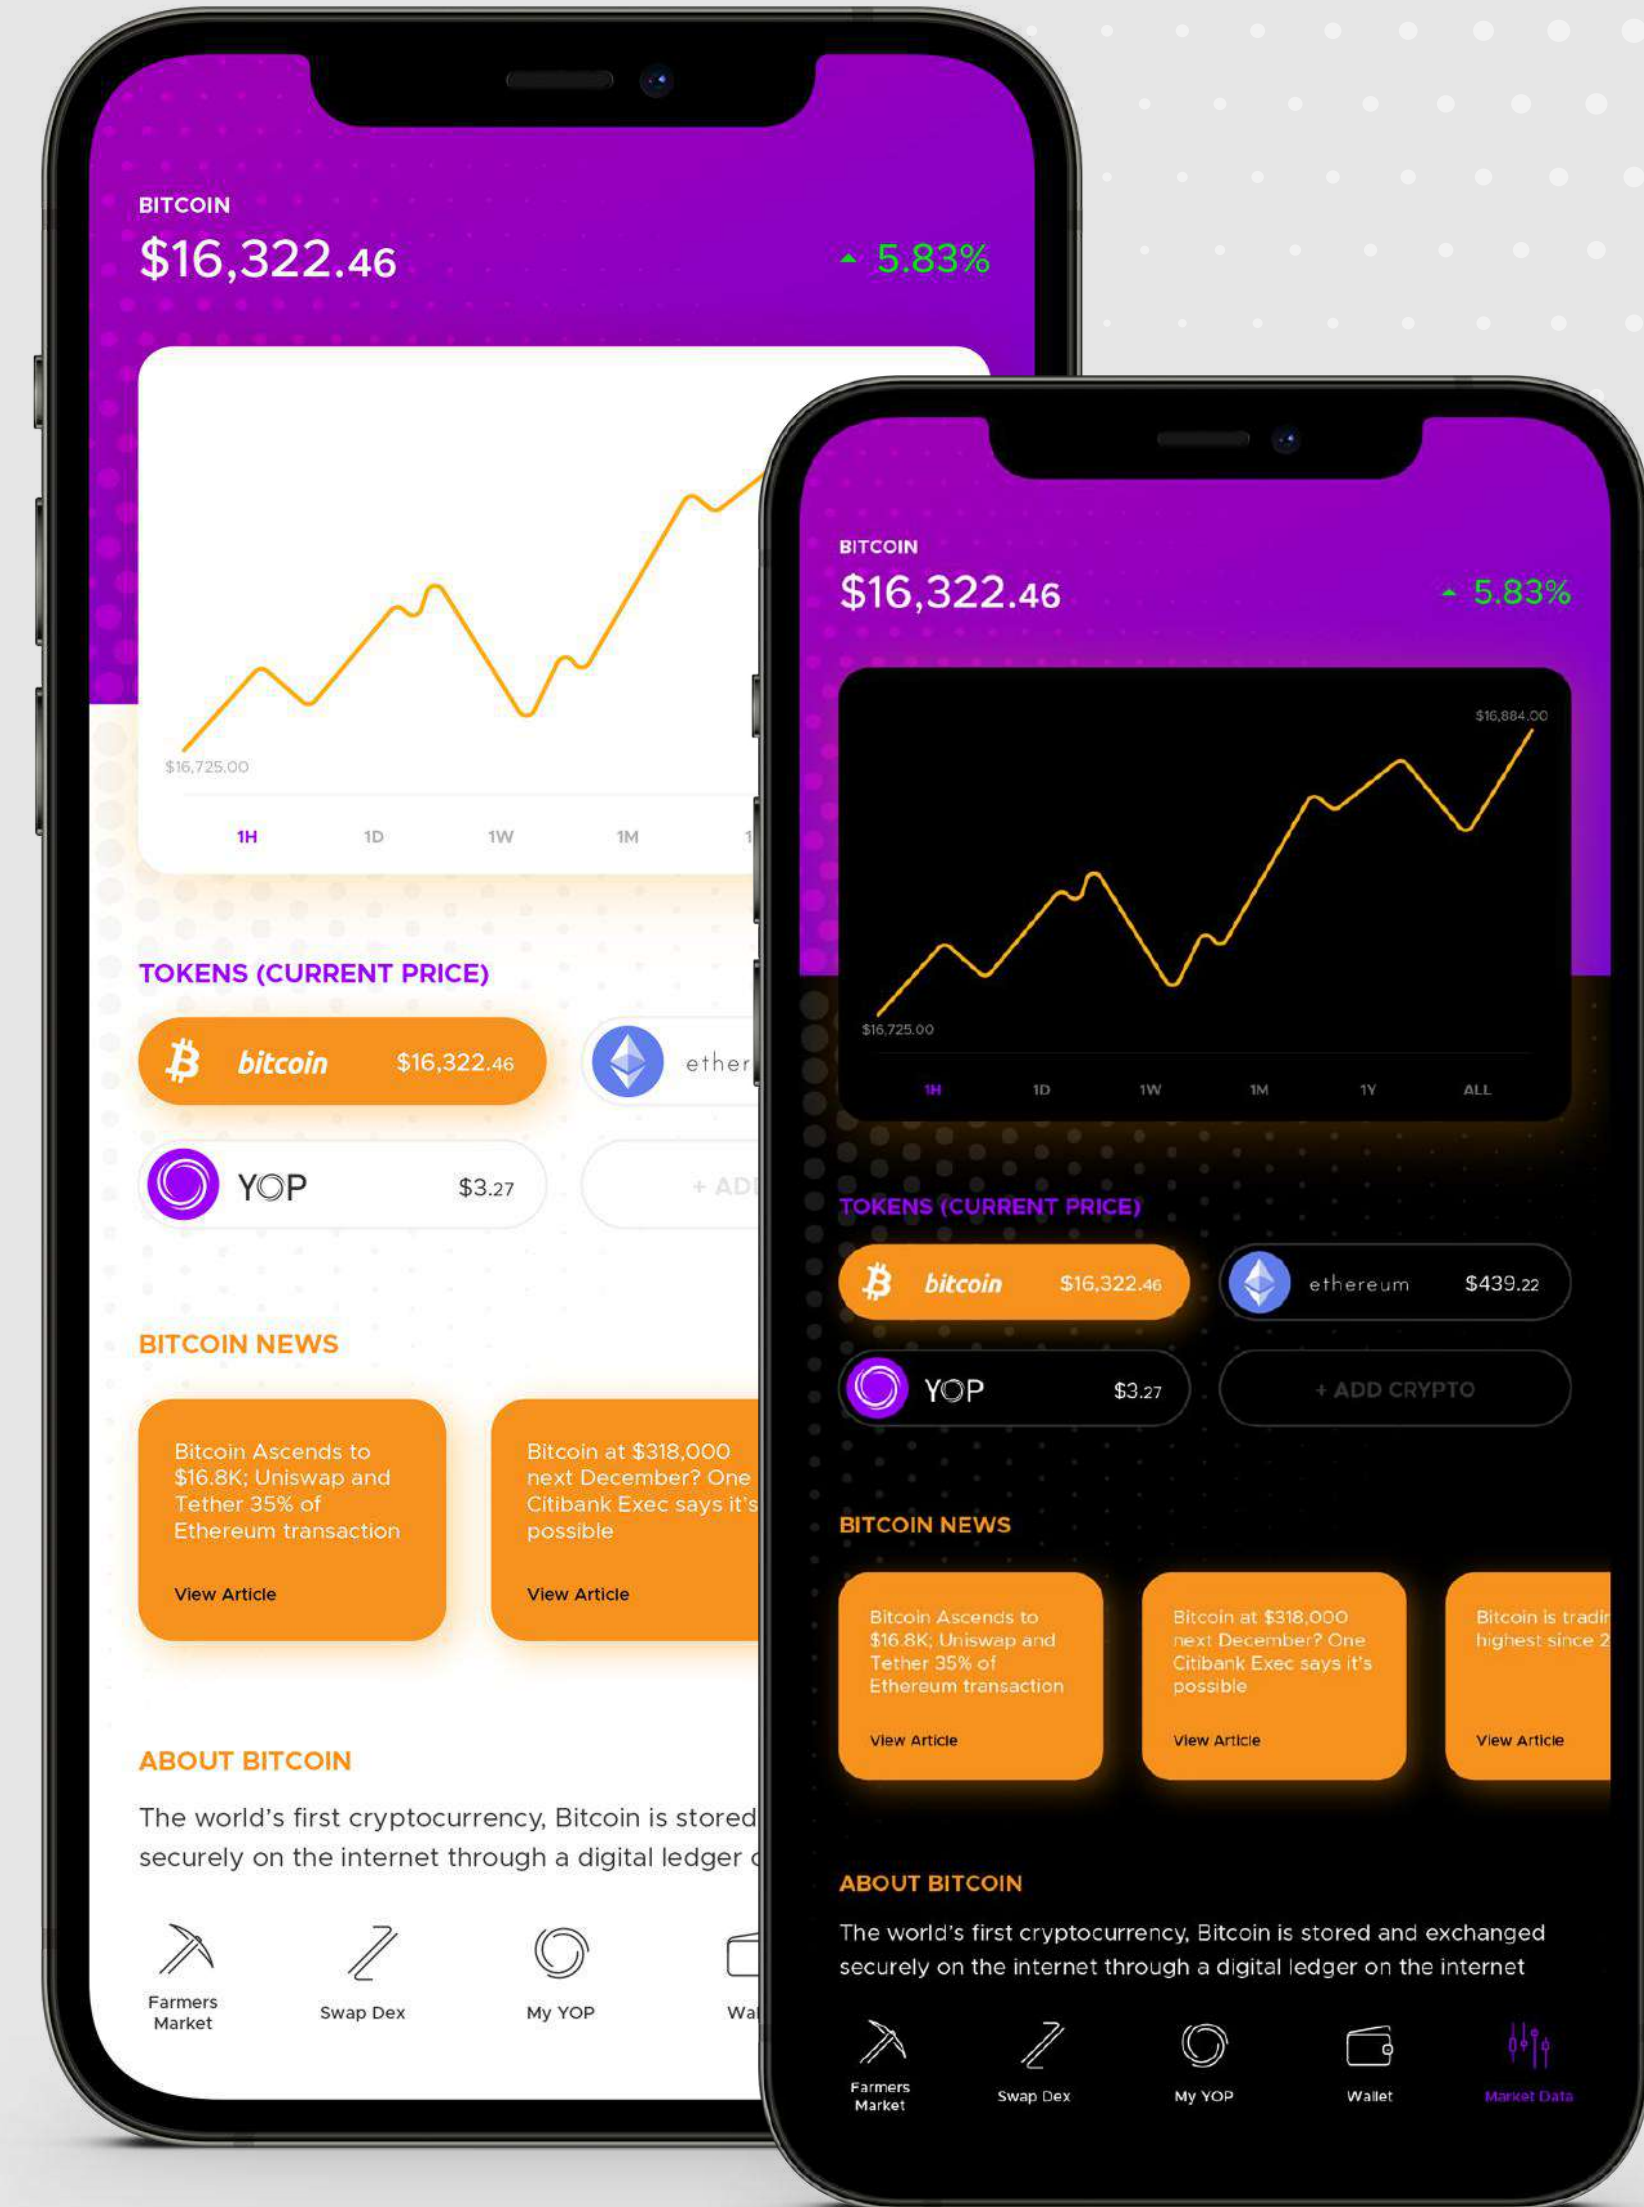 BITCOIN
$16,322.46
5.83%
$16,725.00
1H 1D 1W 1M
TOKENS (CURRENT PRICE)
bitcoin $16,322.46
YOP $3.27
BITCOIN NEWS
Bitcoin Ascends to
$16.8K; Uniswap and
Tether 35% of
Ethereum transaction
View Article
Bitcoin at $318,000
next December? One
Citibank Exec says it's
possible
View Article
ABOUT BITCOIN
The world's first cryptocurrency, Bitcoin is stored
securely on the internet through a digital ledger
Farmers
Market
Swap Dex
My YOP
BITCOIN
$16,322.46
5.83%
$16,884.00
$16,725.00
1H 1D 1W 1M 1Y ALL
TOKENS (CURRENT PRICE)
bitcoin $16,322.46
ethereum $439.22
YOP $3.27
+ ADD CRYPTO
BITCOIN NEWS
Bitcoin Ascends to
$16.8K; Uniswap and
Tether 35% of
Ethereum transaction
View Article
Bitcoin at $318,000
next December? One
Citibank Exec says it's
possible
View Article
Bitcoin is
highest since
View Article
ABOUT BITCOIN
The world's first cryptocurrency, Bitcoin is stored and exchanged
securely on the internet through a digital ledger on the internet
Farmers
Market
Swap Dex
My YOP
Wallet
Market Data